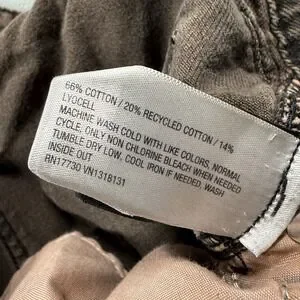 66% COTTON / 20% RECYCLED COTTON / 14%
LYOCELL
MACHINE WASH COLD WITH LIKE COLORS, NORMAL
CYCLE, ONLY NON CHLORINE BLEACH WHEN NEEDED
TUMBLE DRY LOW, COOL IRON IF NEEDED, WASH
INSIDE OUT
RN17730 VN1318131